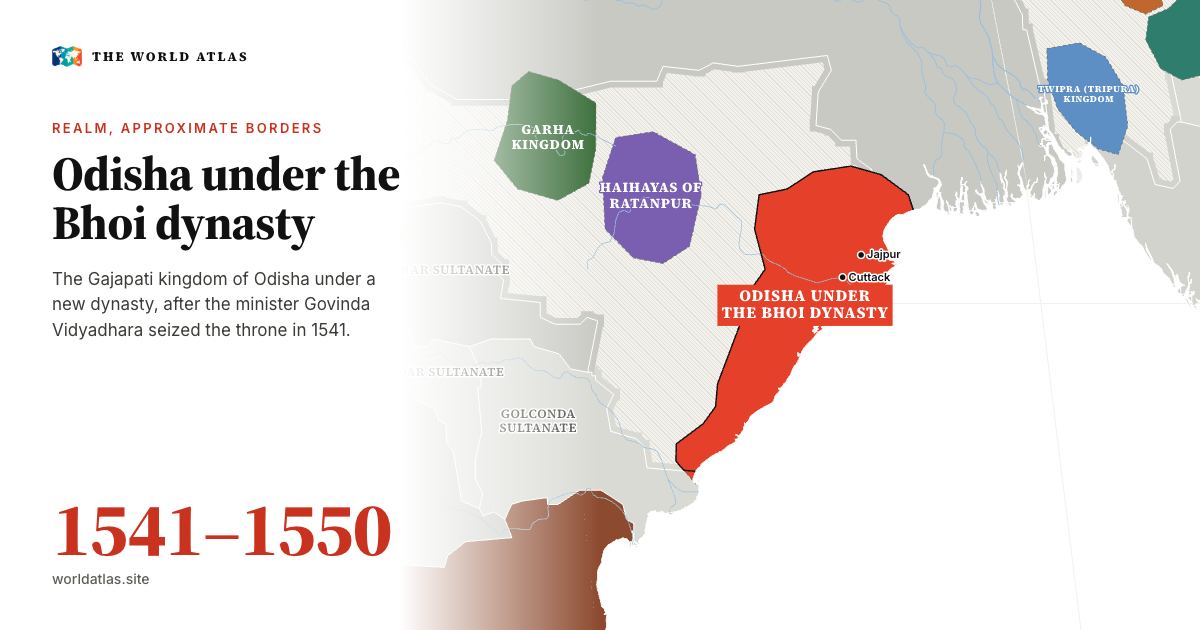 THE WORLD ATLAS
REALM, APPROXIMATE BORDERS
Odisha under the
Bhoi dynasty
The Gajapati kingdom of Odisha under a
new dynasty, after the minister Govinda
Vidyadhara seized the throne in 1541.
1541–1550
worldatlas.site
GARHA
KINGDOM
HAIHAYAS OF
RATANPUR
TWIPRA (TRIPURA)
KINGDOM
SULTANATE
Jajpur
Cuttack
ODISHA UNDER
THE BHOI DYNASTY
SULTANATE
GOLCONDA
SULTANATE